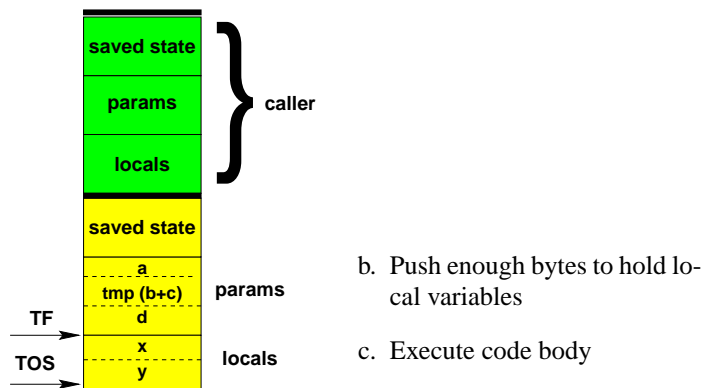 saved state
params
caller
locals
saved state
a
tmp (b+c)
params
d
TF
x
locals
TOS
y
b. Push enough bytes to hold lo-
cal variables
c. Execute code body